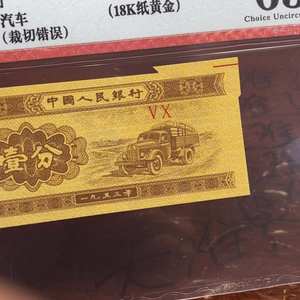 汽车
(18K纸黄金)
(裁切错误)
Choice Uncirc
中国人民银行
VX
壹分
一九五三年